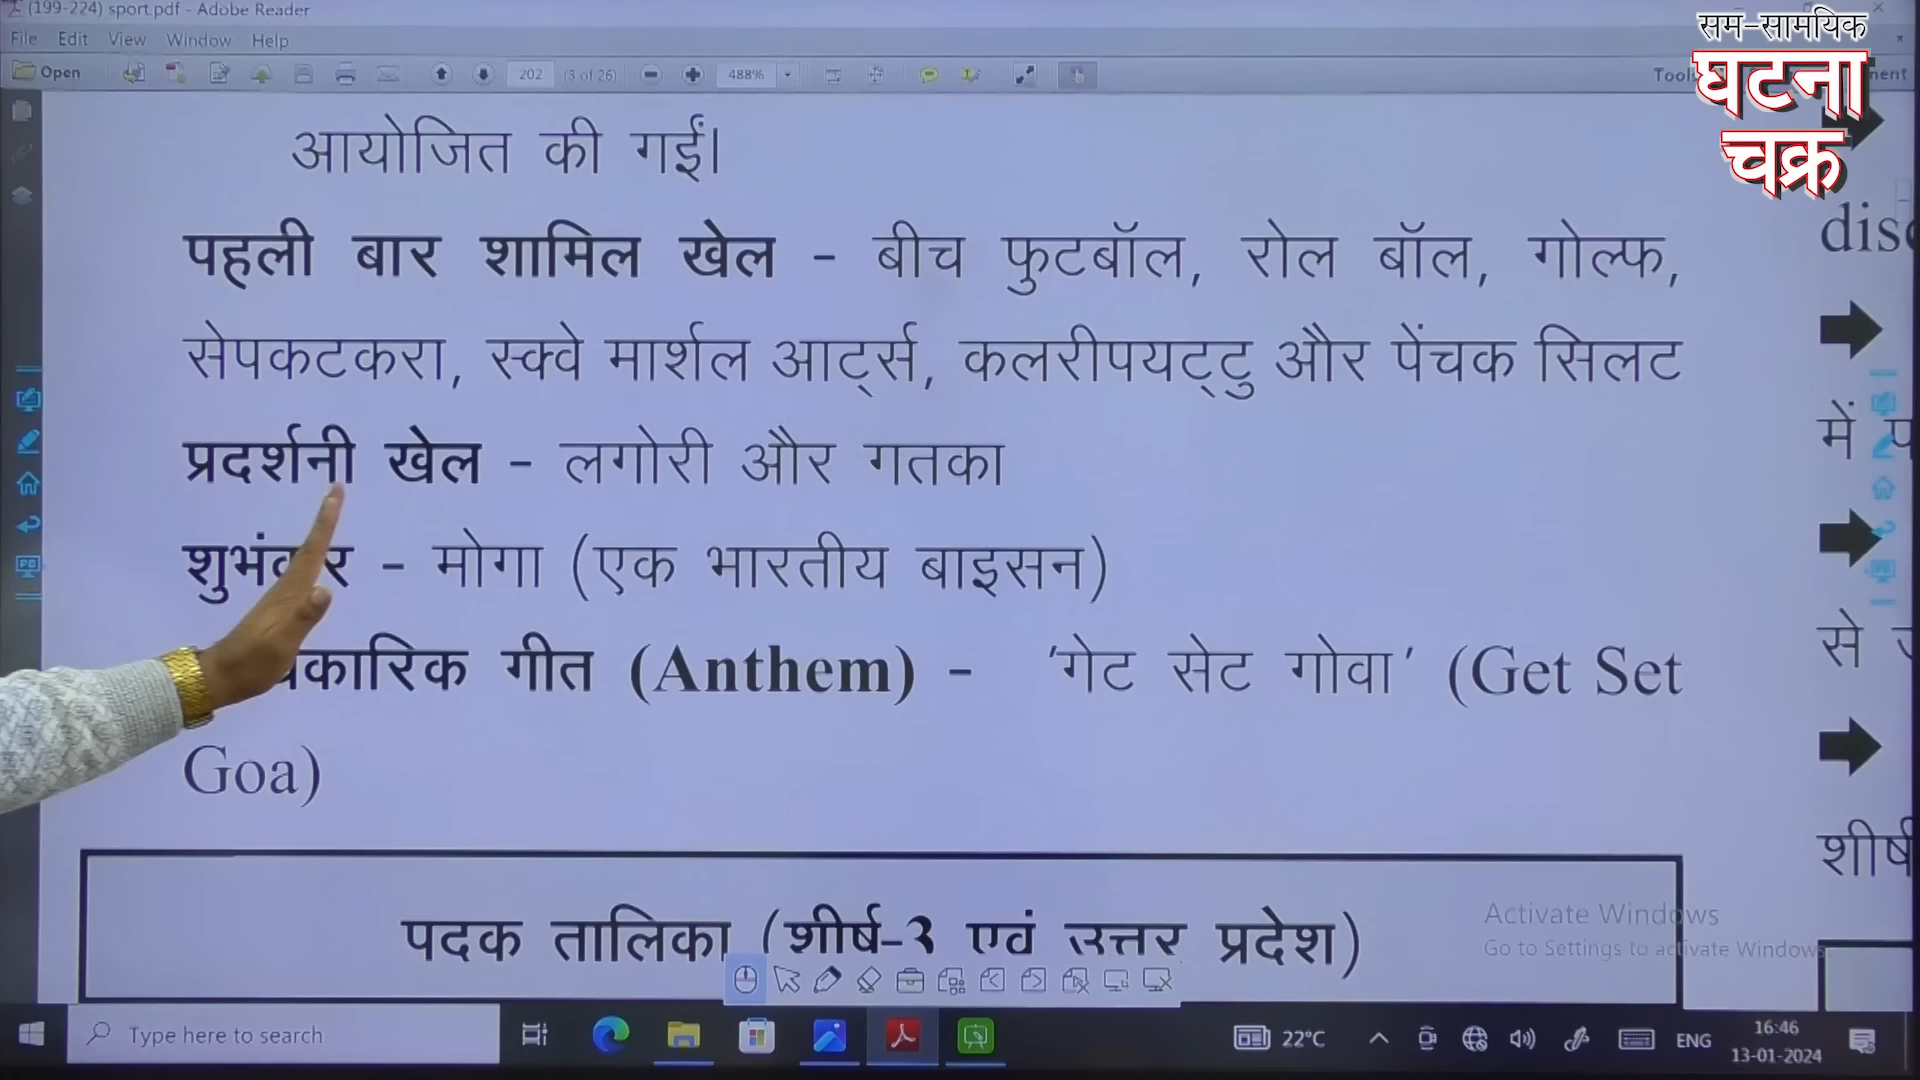 (199-224) sport.pdf - Adobe Reader
File Edit View Window Help
Open 202 (3 of 26) 488%
सम-सामयिक
घटना
चक्र
आयोजित की गईं।
पहली बार शामिल खेल - बीच फुटबॉल, रोल बॉल, गोल्फ,
सेपकटकरा, स्क्वे मार्शल आर्ट्स, कलरीपयट्टु और पेंचक सिलट
प्रदर्शनी खेल - लगोरी और गतका
शुभंकर - मोगा (एक भारतीय बाइसन)
कारिक गीत (Anthem) - 'गेट सेट गोवा' (Get Set
Goa)
पदक तालिका (शीर्ष-3 एवं उत्तर प्रदेश)
में
से
शीर्ष
Activate Windows
Go to Settings to activate Windows
Type here to search
22°C
ENG
16:46
13-01-2024